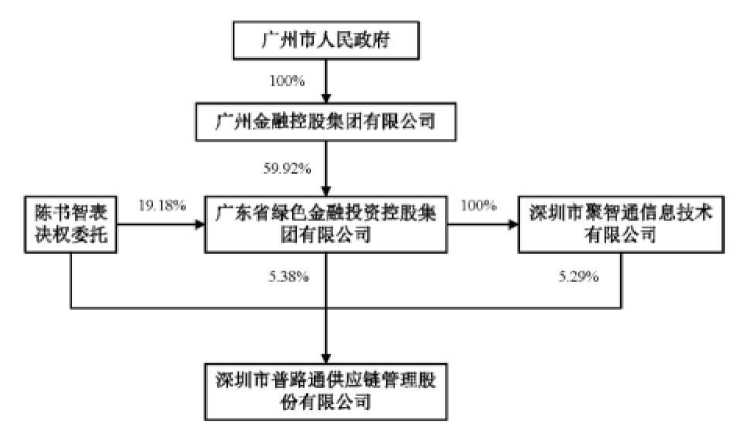 广州市人民政府
100%
广州金融控股集团有限公司
59.92%
陈书智表
决权委托
19.18%
广东省绿色金融投资控股集
团有限公司
100%
深圳市聚智通信息技术
有限公司
5.38%
5.29%
深圳市普路通供应链管理股
份有限公司